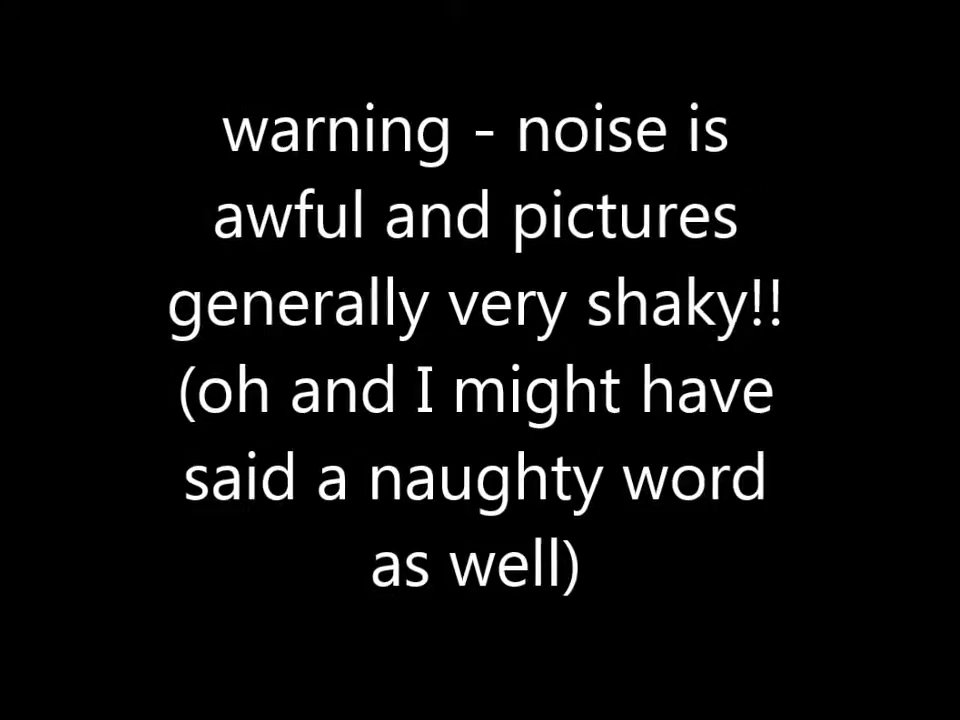 warning - noise is
awful and pictures
generally very shaky!!
(oh and I might have
said a naughty word
as well)